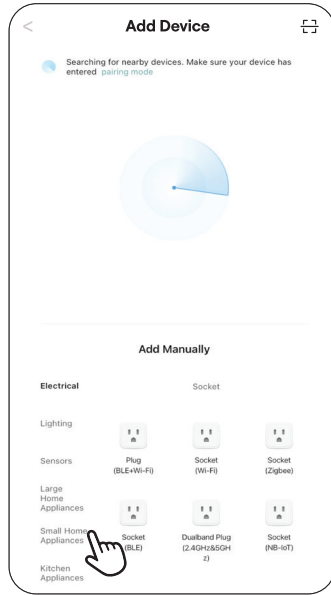 Add Device
Searching for nearby devices. Make sure your device has
entered pairing mode
Add Manually
Electrical
Socket
Lighting
Plug
(BLE+Wi-Fi)
Socket
(Wi-Fi)
Socket
(Zigbee)
Sensors
Large
Home
Appliances
Small Home
Appliances
Socket
(BLE)
Dualband Plug
(2.4GHz&5GH
z)
Socket
(NB-IoT)
Kitchen
Appliances